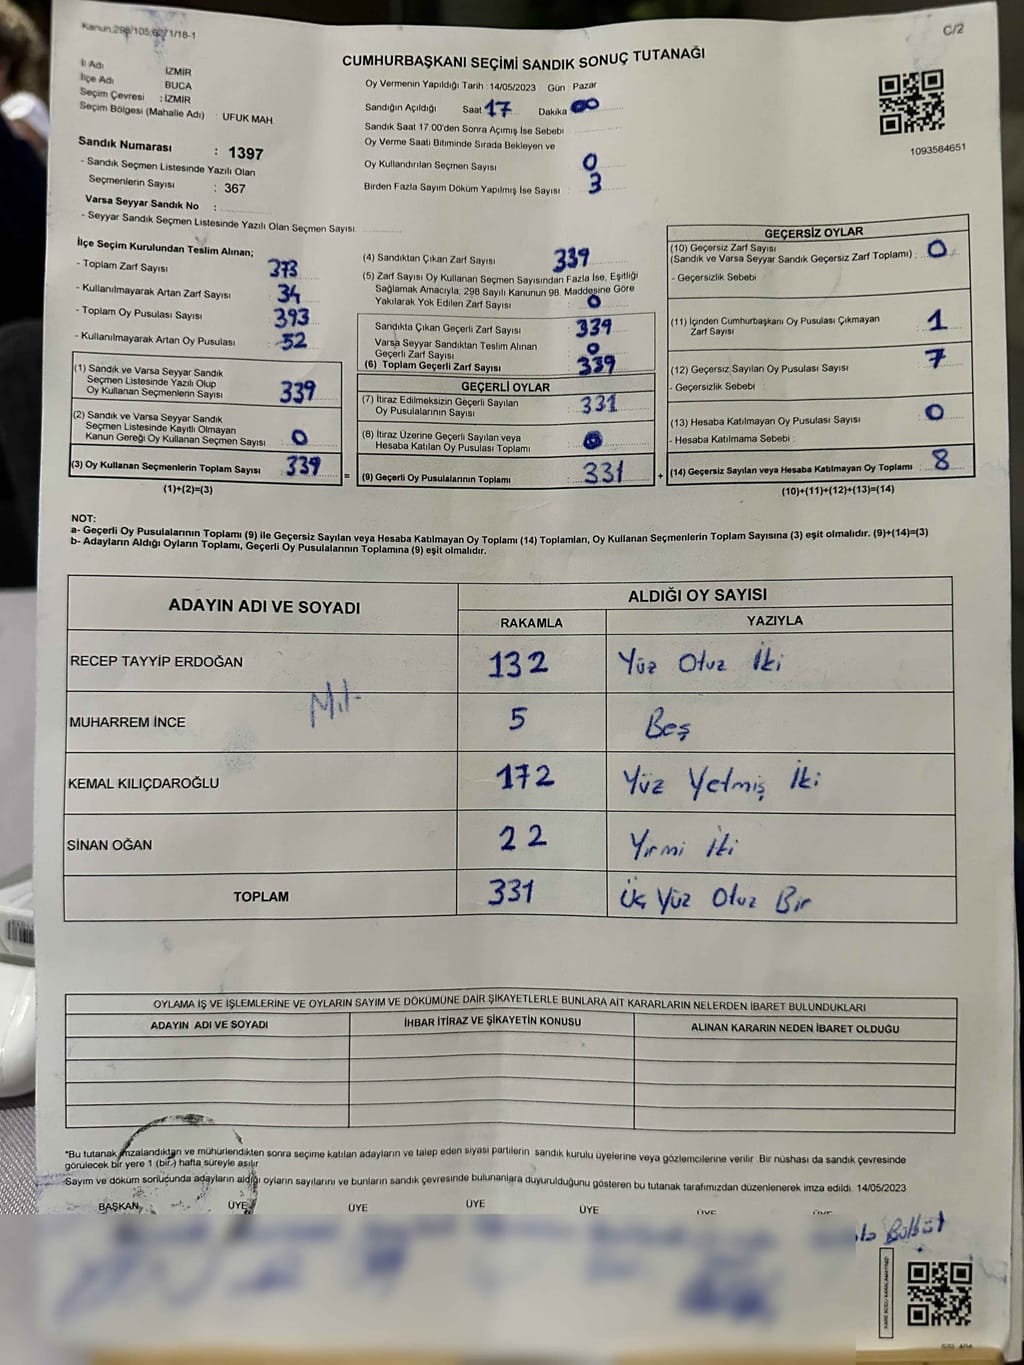 Kanun:298/105,6271/18-1
C/2
CUMHURBAŞKANI SEÇİMİ SANDIK SONUÇ TUTANAĞI
İl Adı İZMİR
İlçe Adı BUCA
Seçim Çevresi : İZMİR
Seçim Bölgesi (Mahalle Adı) : UFUK MAH.
Oy Vermenin Yapıldığı Tarih : 14/05/2023 Gün : Pazar
Sandığın Açıldığı Saat 17 Dakika 00
Sandık Saat 17:00'den Sonra Açımış İse Sebebi
Oy Verme Saati Bitiminde Sırada Bekleyen ve
Oy Kullandırılan Seçmen Sayısı 0
Birden Fazla Sayım Döküm Yapılmış İse Sayısı 3
1093584651
Sandık Numarası : 1397
- Sandık Seçmen Listesinde Yazılı Olan
Seçmenlerin Sayısı : 367
Varsa Seyyar Sandık No :
- Seyyar Sandık Seçmen Listesinde Yazılı Olan Seçmen Sayısı
İlçe Seçim Kurulundan Teslim Alınan;
- Toplam Zarf Sayısı 373
- Kullanılmayarak Artan Zarf Sayısı 34
- Toplam Oy Pusulası Sayısı 393
- Kullanılmayarak Artan Oy Pusulası 52
(1) Sandık ve Varsa Seyyar Sandık
Seçmen Listesinde Yazılı Olup
Oy Kullanan Seçmenlerin Sayısı 339
(2) Sandık ve Varsa Seyyar Sandık
Seçmen Listesinde Kayıtlı Olmayan
Kanun Gereği Oy Kullanan Seçmen Sayısı 0
(3) Oy Kullanan Seçmenlerin Toplam Sayısı 339 =
(1)+(2)=(3)
(4) Sandıktan Çıkan Zarf Sayısı 339
(5) Zarf Sayısı Oy Kullanan Seçmen Sayısından Fazla İse, Eşitliği
Sağlamak Amacıyla; 298 Sayılı Kanunun 98. Maddesine Göre
Yakılarak Yok Edilen Zarf Sayısı 0
Sandıkta Çıkan Geçerli Zarf Sayısı 339
Varsa Seyyar Sandıktan Teslim Alınan
Geçerli Zarf Sayısı 0
(6) Toplam Geçerli Zarf Sayısı 339
GEÇERLİ OYLAR
(7) İtiraz Edilmeksizin Geçerli Sayılan
Oy Pusulalarının Sayısı 331
(8) İtiraz Üzerine Geçerli Sayılan veya
Hesaba Katılan Oy Pusulası Toplamı 0
(9) Geçerli Oy Pusulalarının Toplamı 331 +
GEÇERSİZ OYLAR
(10) Geçersiz Zarf Sayısı
(Sandık ve Varsa Seyyar Sandık Geçersiz Zarf Toplamı) : 0
- Geçersizlik Sebebi
(11) İçinden Cumhurbaşkanı Oy Pusulası Çıkmayan
Zarf Sayısı 1
(12) Geçersiz Sayılan Oy Pusulası Sayısı 7
- Geçersizlik Sebebi :
(13) Hesaba Katılmayan Oy Pusulası Sayısı 0
- Hesaba Katılmama Sebebi :
(14) Geçersiz Sayılan veya Hesaba Katılmayan Oy Toplamı 8
(10)+(11)+(12)+(13)=(14)
NOT:
a- Geçerli Oy Pusulalarının Toplamı (9) ile Geçersiz Sayılan veya Hesaba Katılmayan Oy Toplamı (14) Toplamları, Oy Kullanan Seçmenlerin Toplam Sayısına (3) eşit olmalıdır. (9)+(14)=(3)
b- Adayların Aldığı Oyların Toplamı, Geçerli Oy Pusulalarının Toplamına (9) eşit olmalıdır.
ADAYIN ADI VE SOYADI ALDIĞI OY SAYISI
RAKAMLA YAZIYLA
RECEP TAYYİP ERDOĞAN 132 Yüz Otuz İki
MUHARREM İNCE 5 Beş
KEMAL KILIÇDAROĞLU 172 Yüz Yetmiş İki
SİNAN OĞAN 22 Yirmi İki
TOPLAM 331 Üç Yüz Otuz Bir
OYLAMA İŞ VE İŞLEMLERİNE VE OYLARIN SAYIM VE DÖKÜMÜNE DAİR ŞİKAYETLERLE BUNLARA AİT KARARLARIN NELERDEN İBARET BULUNDUKLARI
ADAYIN ADI VE SOYADI İHBAR İTİRAZ VE ŞİKAYETİN KONUSU ALINAN KARARIN NEDEN İBARET OLDUĞU
*Bu tutanak imzalandıktan ve mühürlendikten sonra seçime katılan adayların ve talep eden siyasi partilerin sandık kurulu üyelerine veya gözlemcilerine verilir. Bir nüshası da sandık çevresinde
görülecek bir yere 1 (bir) hafta süreyle asılır
Sayım ve döküm sonucunda adayların aldığı oyların sayılarını ve bunların sandık çevresinde bulunanlara duyurulduğunu gösteren bu tutanak tarafımızdan düzenlenerek imza edildi. 14/05/2023
BAŞKAN ÜYE ÜYE ÜYE ÜYE ÜYE ÜYE